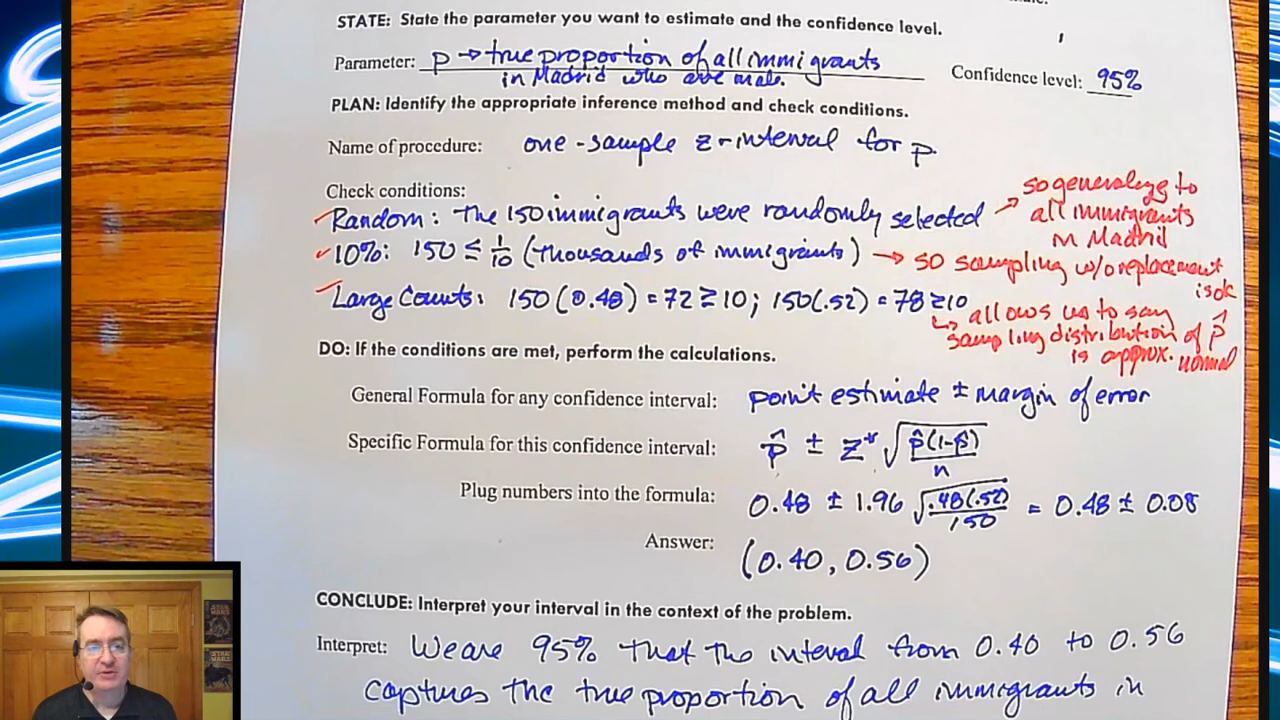 STATE: State the parameter you want to estimate and the confidence level.
Parameter: p → true proportion of all immigrants in Madrid who are male.
Confidence level: 95%
PLAN: Identify the appropriate inference method and check conditions.
Name of procedure: one-sample z-interval for p.
Check conditions:
✓ Random: The 150 immigrants were randomly selected → so generalize to
all immigrants
in Madrid
✓ 10%: 150 ≤ 1/10 (thousands of immigrants) → so sampling w/o replacement
is ok
✓ Large Counts: 150(0.48) = 72 ≥ 10; 150(.52) = 78 ≥ 10
↳ allows us to say
sampling distribution of p̂
is approx. normal
DO: If the conditions are met, perform the calculations.
General Formula for any confidence interval: point estimate ± margin of error
Specific Formula for this confidence interval: p̂ ± z* √(p̂(1-p̂)/n)
Plug numbers into the formula: 0.48 ± 1.96 √(.48(.52)/150) = 0.48 ± 0.08
Answer: (0.40, 0.56)
CONCLUDE: Interpret your interval in the context of the problem.
Interpret: We are 95% that the interval from 0.40 to 0.56
captures the true proportion of all immigrants in
STAR
WARS
STAR
WARS